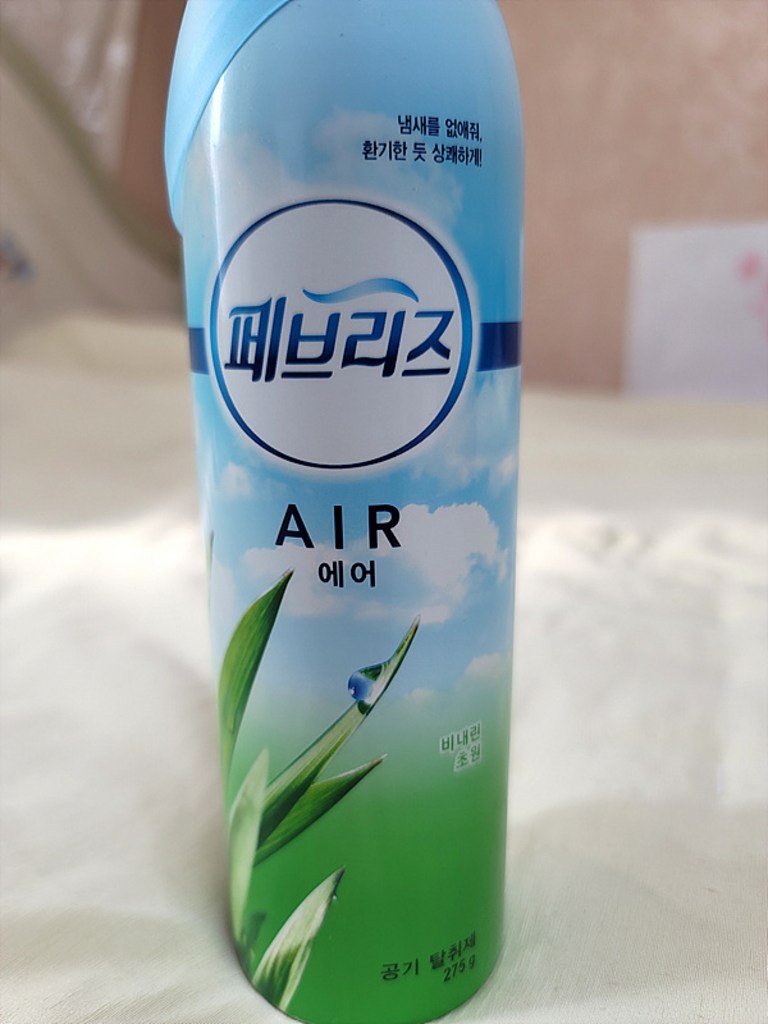 냄새를 없애줘,
환기한 듯 상쾌하게!
페브리즈
AIR
에어
비내린
초원
공기 탈취제
275 g